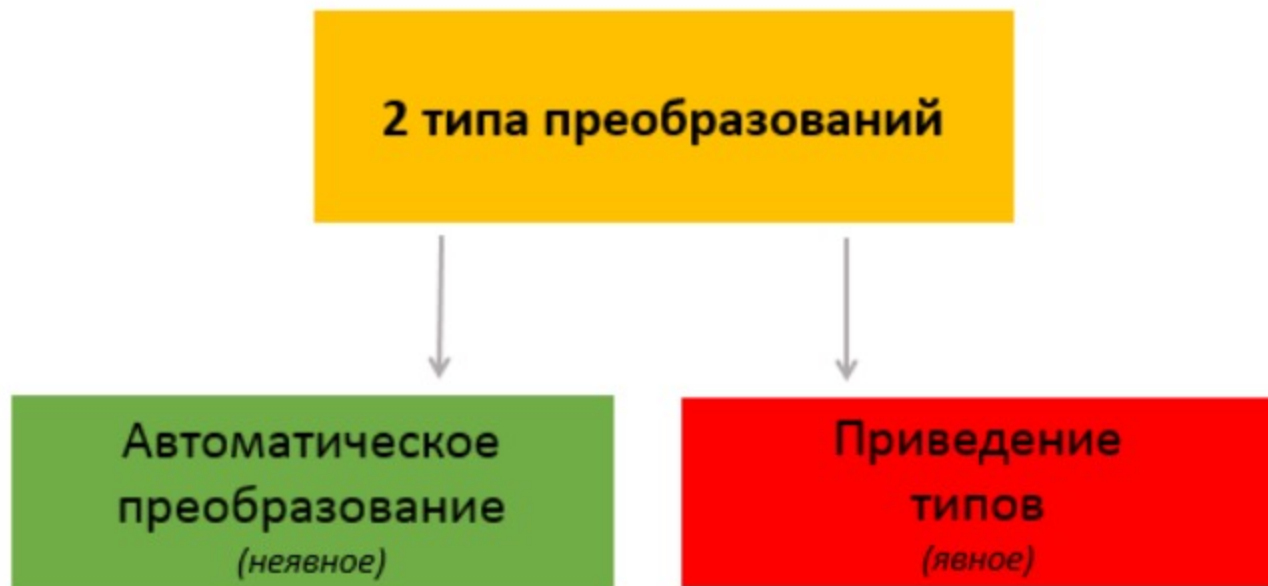 2 типа преобразований
Автоматическое
преобразование
(неявное)
Приведение
типов
(явное)